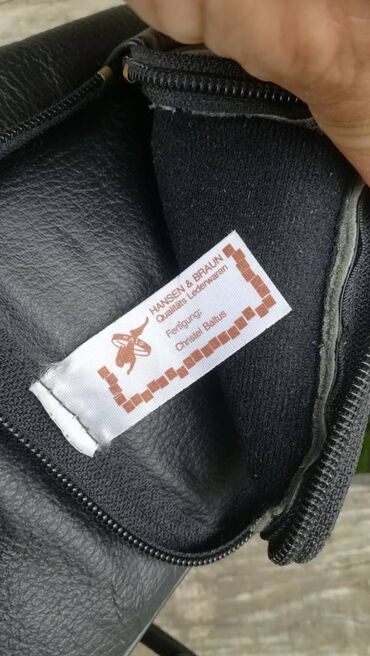 HANSEN & BRAUN
Qualitäts Lederwaren
Fertigung:
Christel Baltus